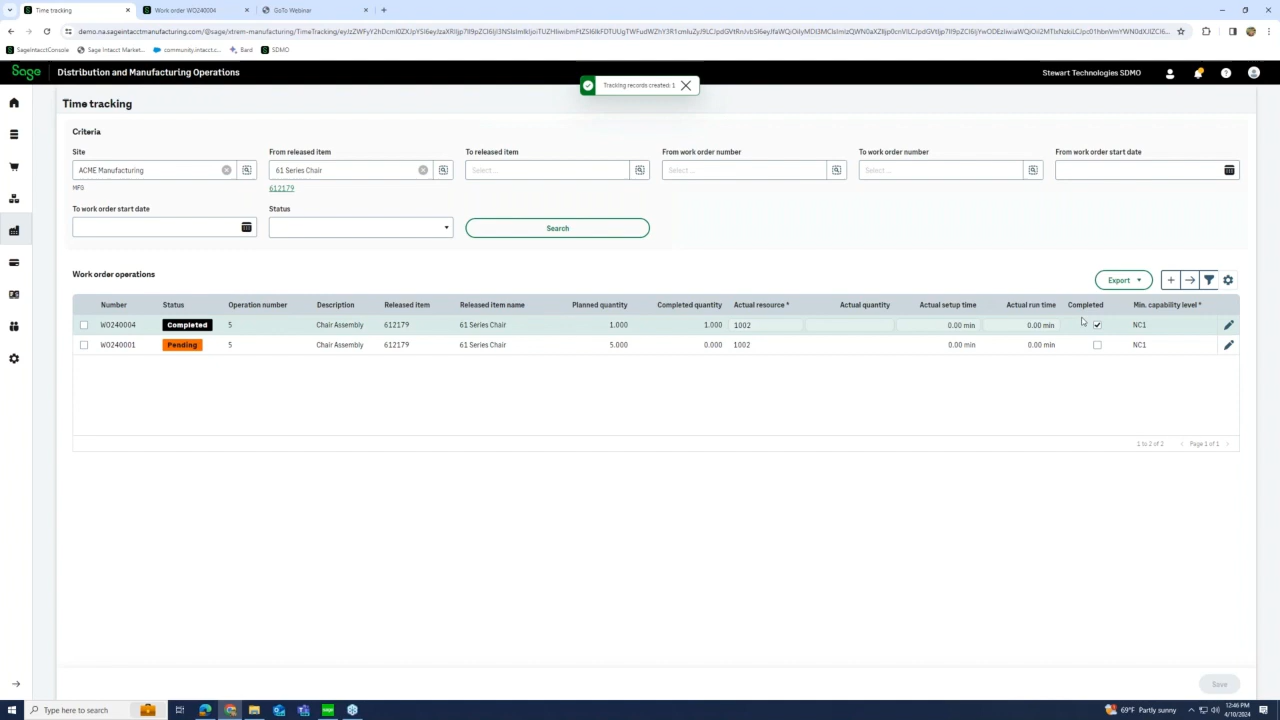 Time tracking
Work order WO240004
GoTo Webinar
SageIntacctConsole
Sage Intacct Market...
community.intacct.c...
Bard
SDMO
Sage
Distribution and Manufacturing Operations
Stewart Technologies SDMO
Time tracking
Tracking records created: 1
Criteria
Site
From released item
To released item
From work order number
To work order number
From work order start date
ACME Manufacturing
61 Series Chair
Select ...
Select ...
Select ...
MFG
612179
To work order start date
Status
Search
Work order operations
Export
Number Status Operation number Description Released item Released item name Planned quantity Completed quantity Actual resource * Actual quantity Actual setup time Actual run time Completed Min. capability level *
WO240004 Completed 5 Chair Assembly 612179 61 Series Chair 1.000 1.000 1002 0.00 min 0.00 min NC1
WO240001 Pending 5 Chair Assembly 612179 61 Series Chair 5.000 0.000 1002 0.00 min 0.00 min NC1
1 to 2 of 2
Page 1 of 1
Save
Type here to search
69°F Partly sunny
12:46 PM
4/10/2024